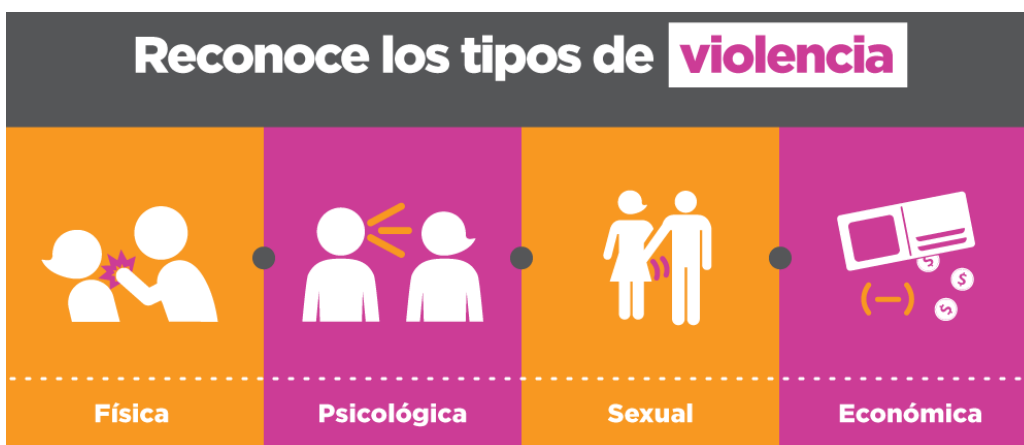 Reconoce los tipos de violencia
$
$
$
(–)
Física
Psicológica
Sexual
Económica